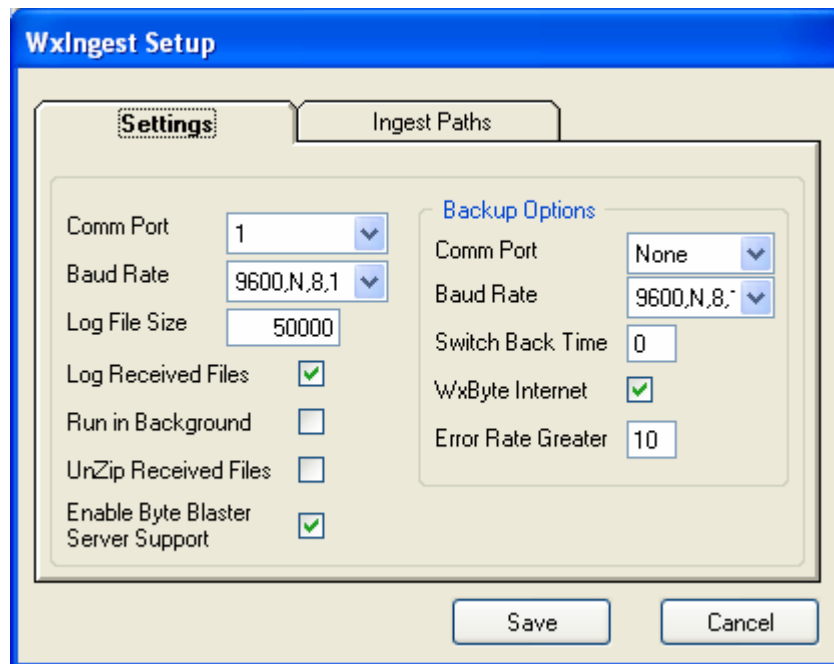 WxIngest Setup
Settings
Ingest Paths
Comm Port
1
Baud Rate
9600,N,8,1
Log File Size
50000
Log Received Files
Run in Background
UnZip Received Files
Enable Byte Blaster
Server Support
Backup Options
Comm Port
None
Baud Rate
9600,N,8,
Switch Back Time
0
WxByte Internet
Error Rate Greater
10
Save
Cancel